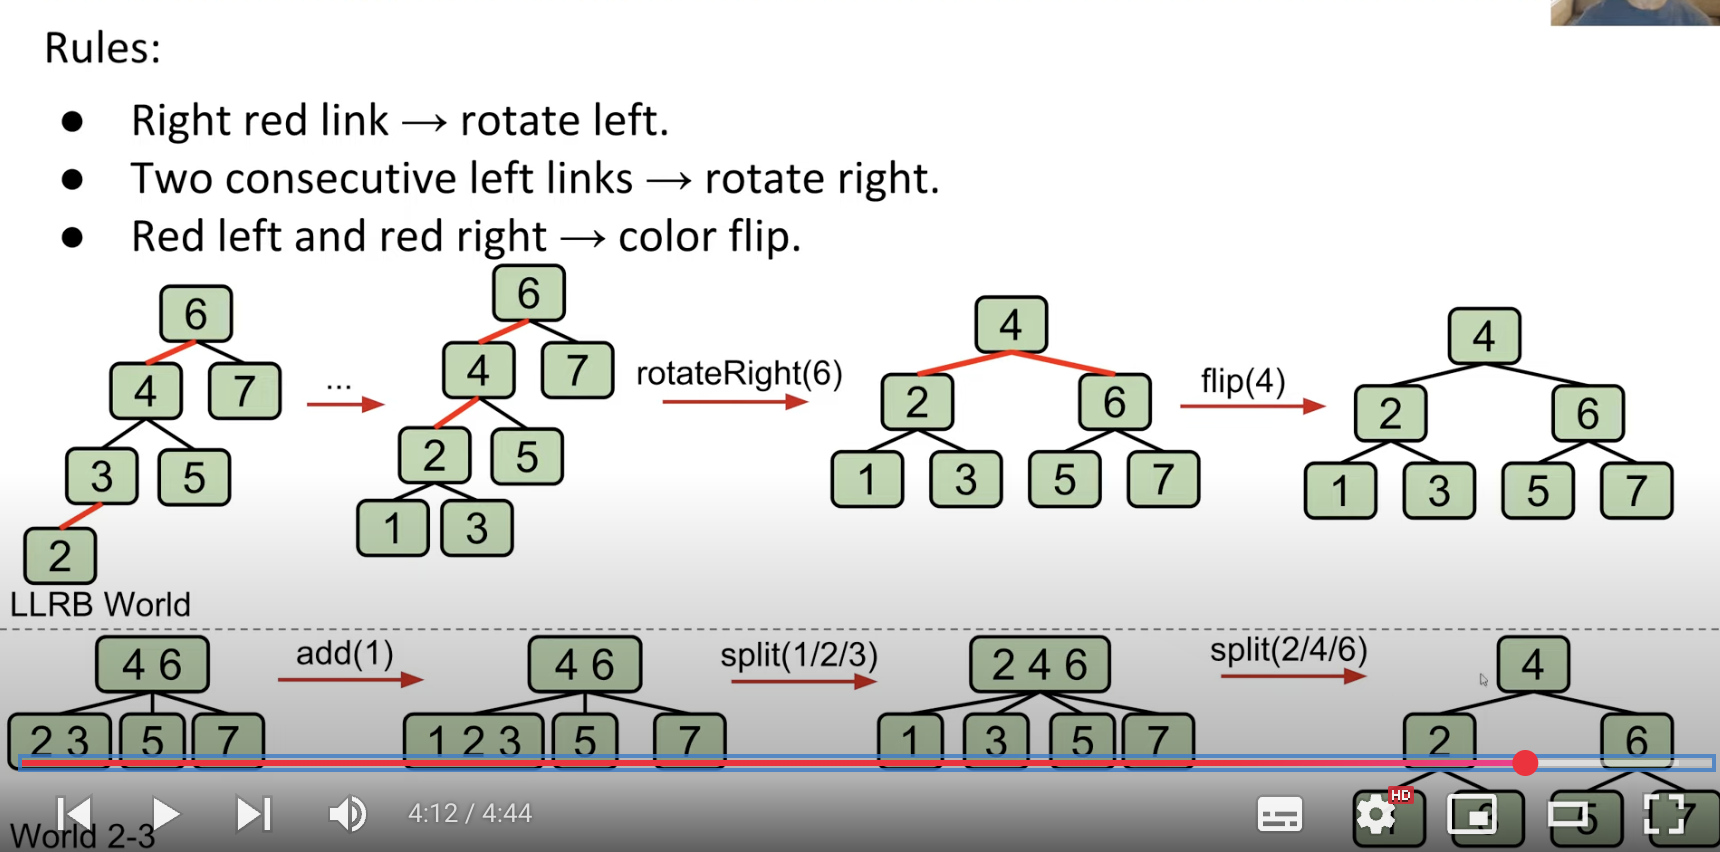 Rules:
● Right red link → rotate left.
● Two consecutive left links → rotate right.
● Red left and red right → color flip.
6
4 7
3 5
2
...
6
4 7
2 5
1 3
rotateRight(6)
4
2 6
1 3 5 7
flip(4)
4
2 6
1 3 5 7
LLRB World
4 6
2 3 5 7
add(1)
4 6
1 2 3 5 7
split(1/2/3)
2 4 6
1 3 5 7
split(2/4/6)
4
2 6
3 5 7
HD
4:12 / 4:44
World 2-3